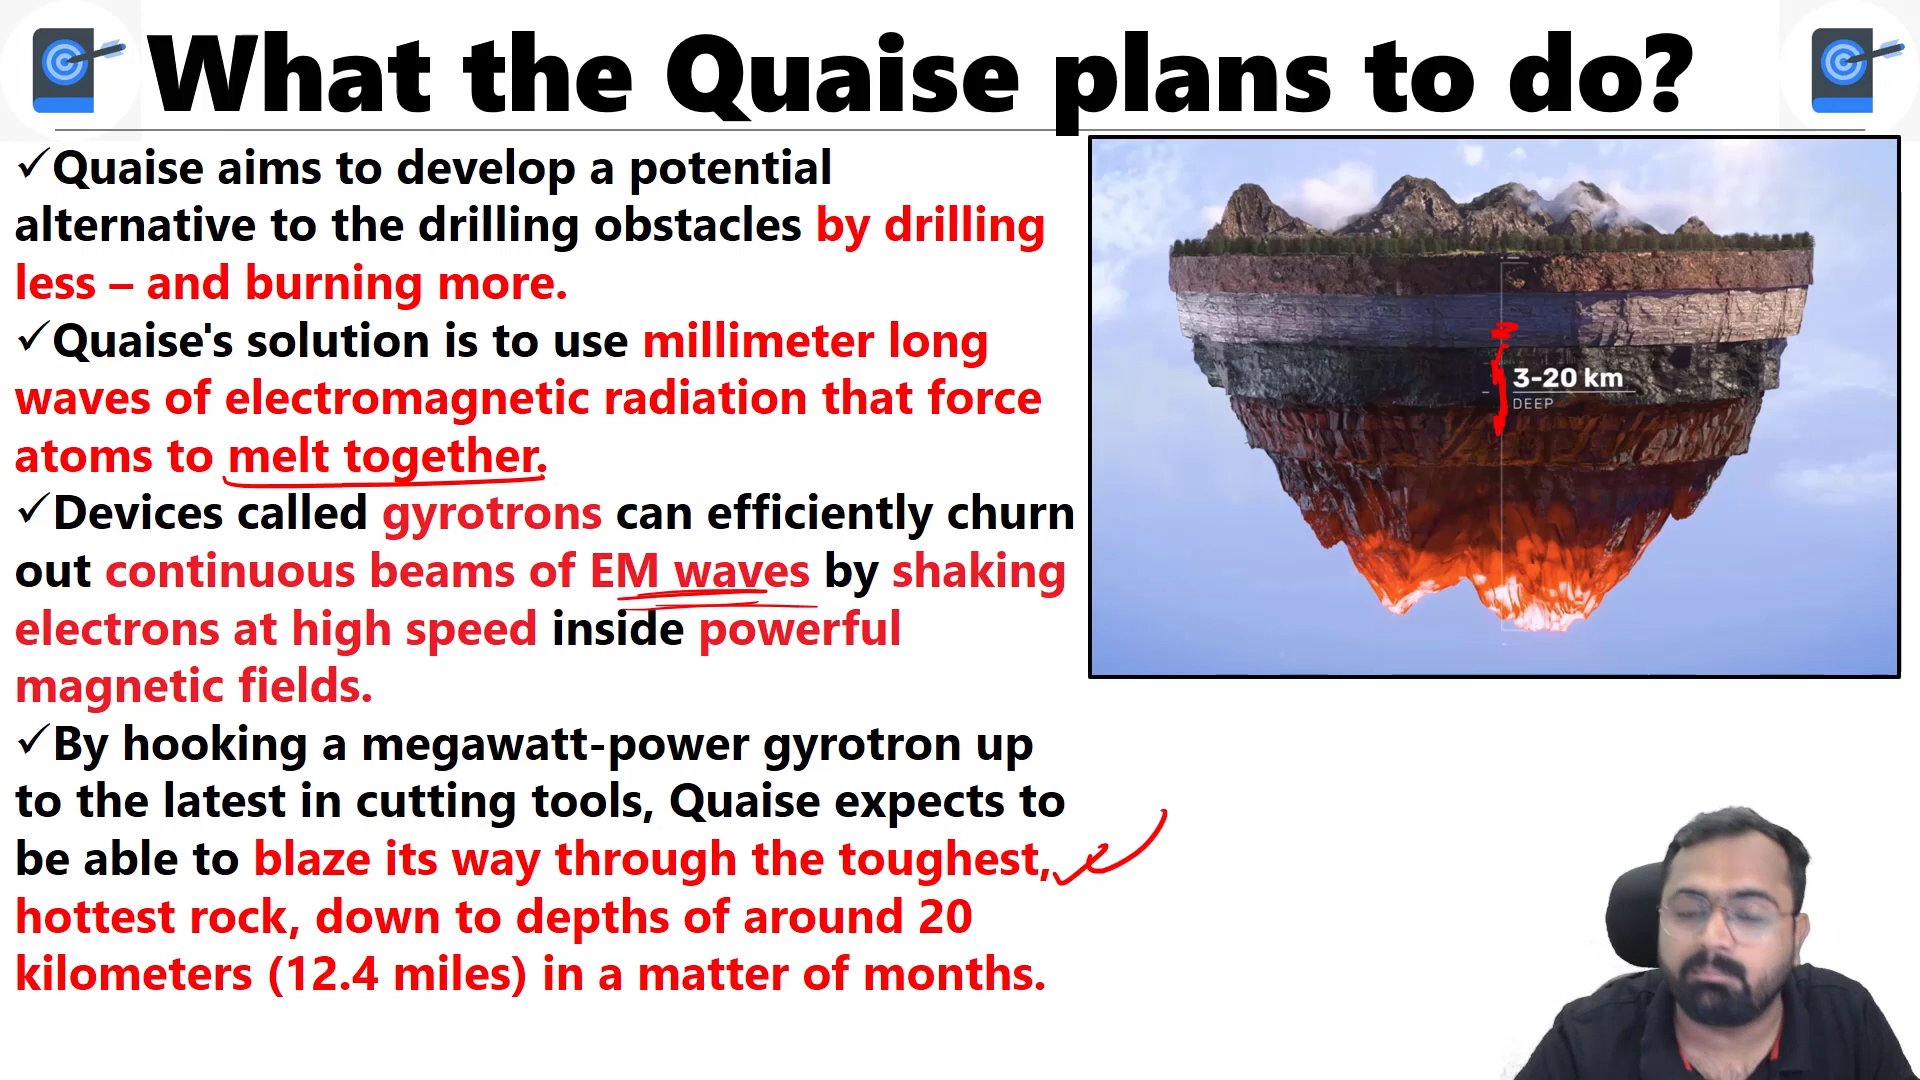 What the Quaise plans to do?
✓Quaise aims to develop a potential
alternative to the drilling obstacles by drilling
less – and burning more.
✓Quaise's solution is to use millimeter long
waves of electromagnetic radiation that force
atoms to melt together.
✓Devices called gyrotrons can efficiently churn
out continuous beams of EM waves by shaking
electrons at high speed inside powerful
magnetic fields.
✓By hooking a megawatt-power gyrotron up
to the latest in cutting tools, Quaise expects to
be able to blaze its way through the toughest,
hottest rock, down to depths of around 20
kilometers (12.4 miles) in a matter of months.
3-20 km
DEEP